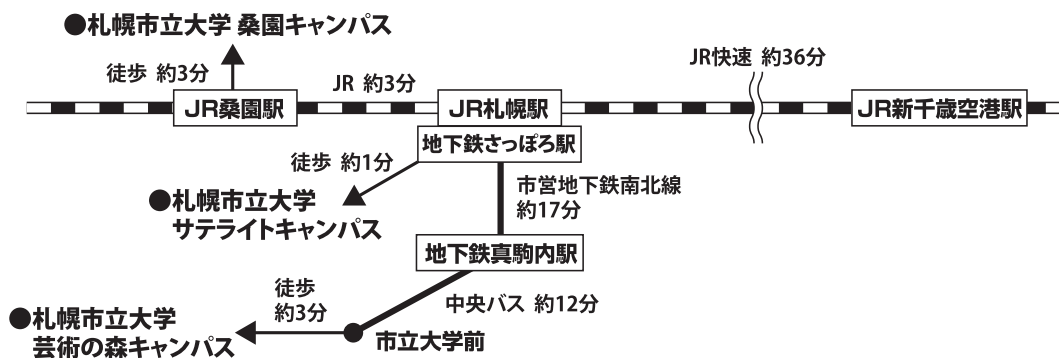 ●札幌市立大学 桑園キャンパス
徒歩 約3分
JR 約3分
JR快速 約36分
JR桑園駅
JR札幌駅
JR新千歳空港駅
地下鉄さっぽろ駅
徒歩 約1分
●札幌市立大学
サテライトキャンパス
市営地下鉄南北線
約17分
地下鉄真駒内駅
中央バス 約12分
徒歩
約3分
●札幌市立大学
芸術の森キャンパス
市立大学前